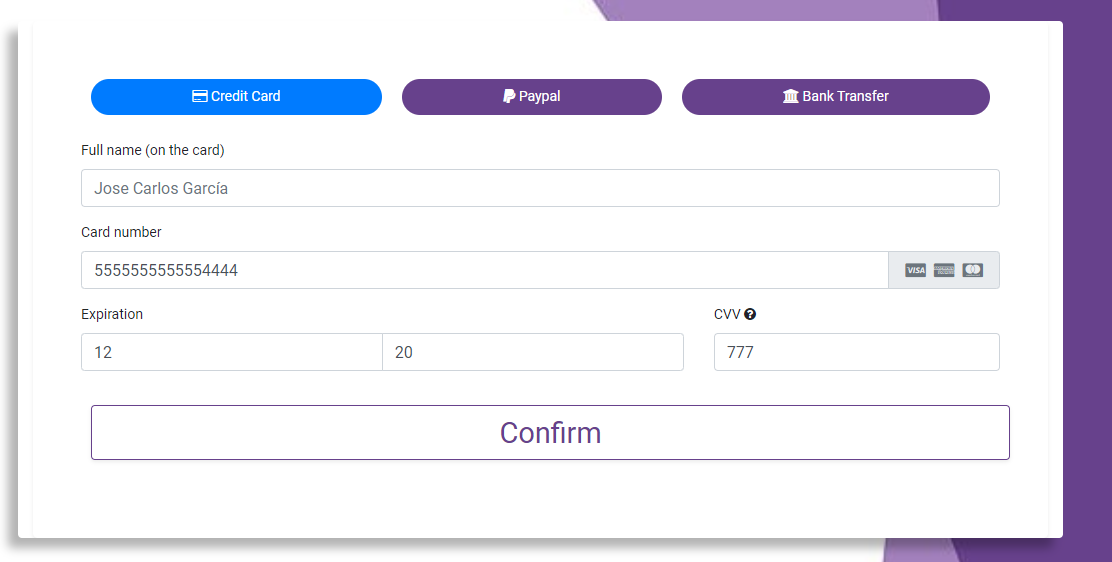 Credit Card Paypal Bank Transfer
Full name (on the card)
Jose Carlos García
Card number
5555555555554444 VISA
Expiration CVV
12 20 777
Confirm